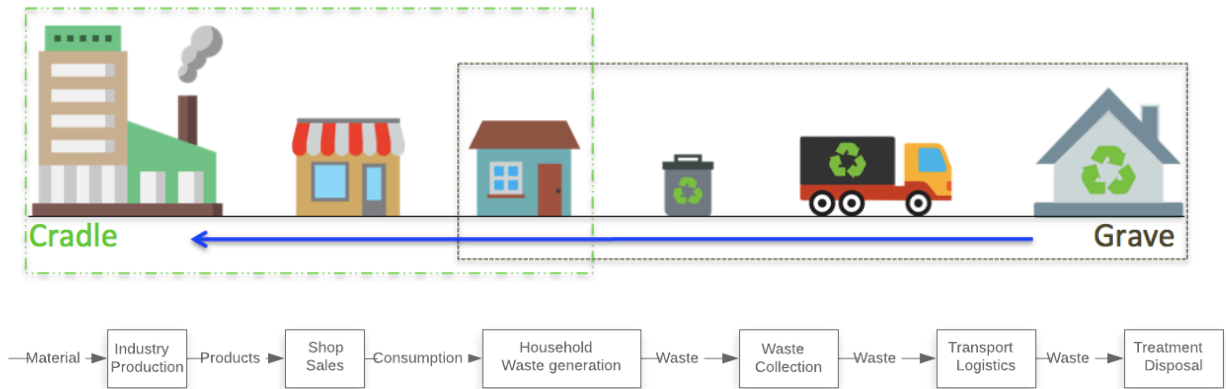 Cradle
Grave
Material
Industry
Production
Products
Shop
Sales
Consumption
Household
Waste generation
Waste
Waste
Collection
Waste
Transport
Logistics
Waste
Treatment
Disposal